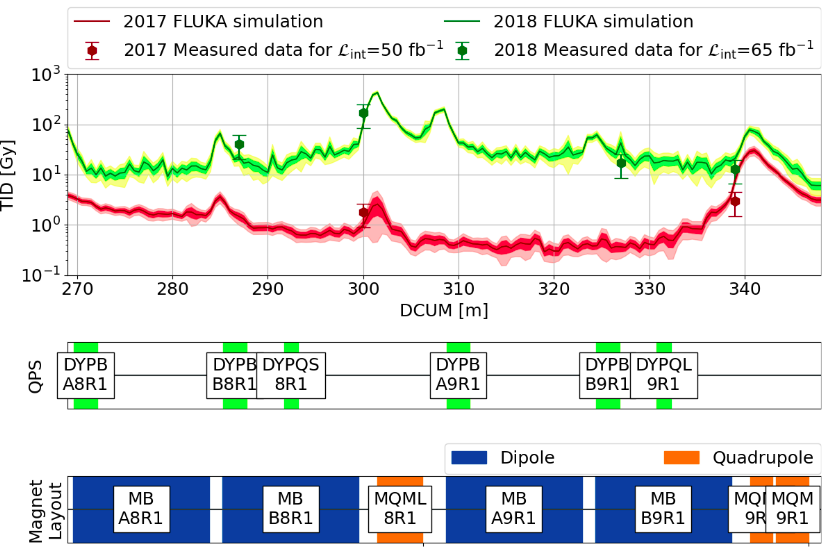 2017 FLUKA simulation
2018 FLUKA simulation
2017 Measured data for ℒint=50 fb⁻¹
2018 Measured data for ℒint=65 fb⁻¹
TID [Gy]
10³
10²
10¹
10⁰
10⁻¹
270 280 290 300 310 320 330 340
DCUM [m]
QPS
DYPB
A8R1
DYPB
B8R1
DYPQS
8R1
DYPB
A9R1
DYPB
B9R1
DYPQL
9R1
Dipole
Quadrupole
Magnet
Layout
MB
A8R1
MB
B8R1
MQML
8R1
MB
A9R1
MB
B9R1
MQM
9R1